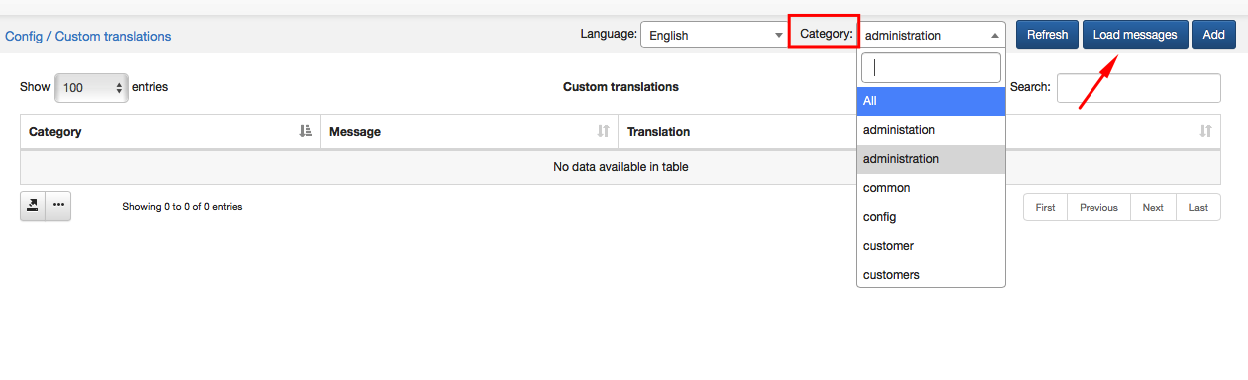 Config / Custom translations Language: English Category: administration Refresh Load messages Add
Show 100 entries Custom translations Search:
All
Category Message Translation administation
administration
No data available in table
common
Showing 0 to 0 of 0 entries First Previous Next Last
config
customer
customers